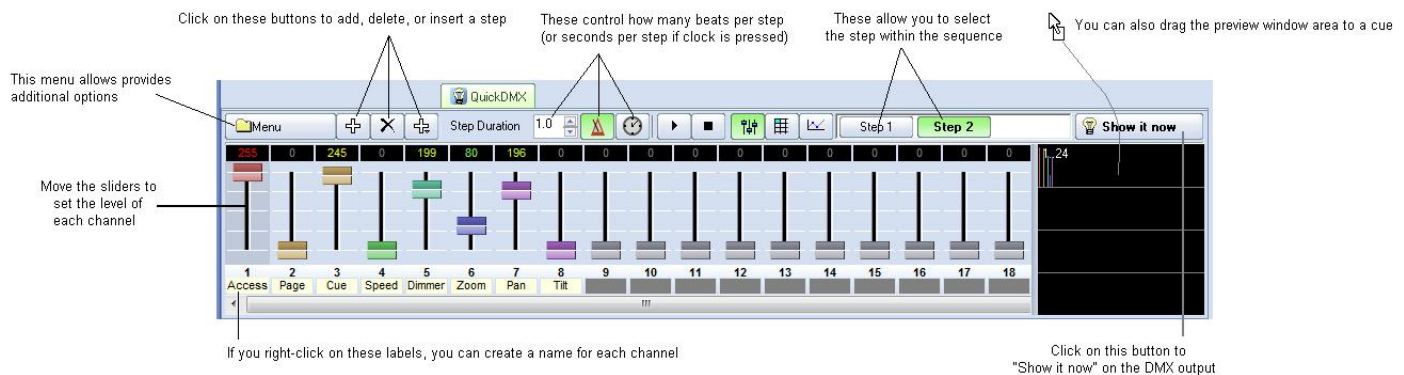 Click on these buttons to add, delete, or insert a step
These control how many beats per step
(or seconds per step if clock is pressed)
These allow you to select
the step within the sequence
You can also drag the preview window area to a cue
This menu allows provides
additional options
QuickDMX
Menu
Step Duration
1.0
Step 1
Step 2
Show it now
255 0 245 0 199 80 196 0 0 0 0 0 0 0 0 0 0 0
1..24
Move the sliders to
set the level of
each channel
1 2 3 4 5 6 7 8 9 10 11 12 13 14 15 16 17 18
Access Page Cue Speed Dimmer Zoom Pan Tilt
If you right-click on these labels, you can create a name for each channel
Click on this button to
"Show it now" on the DMX output